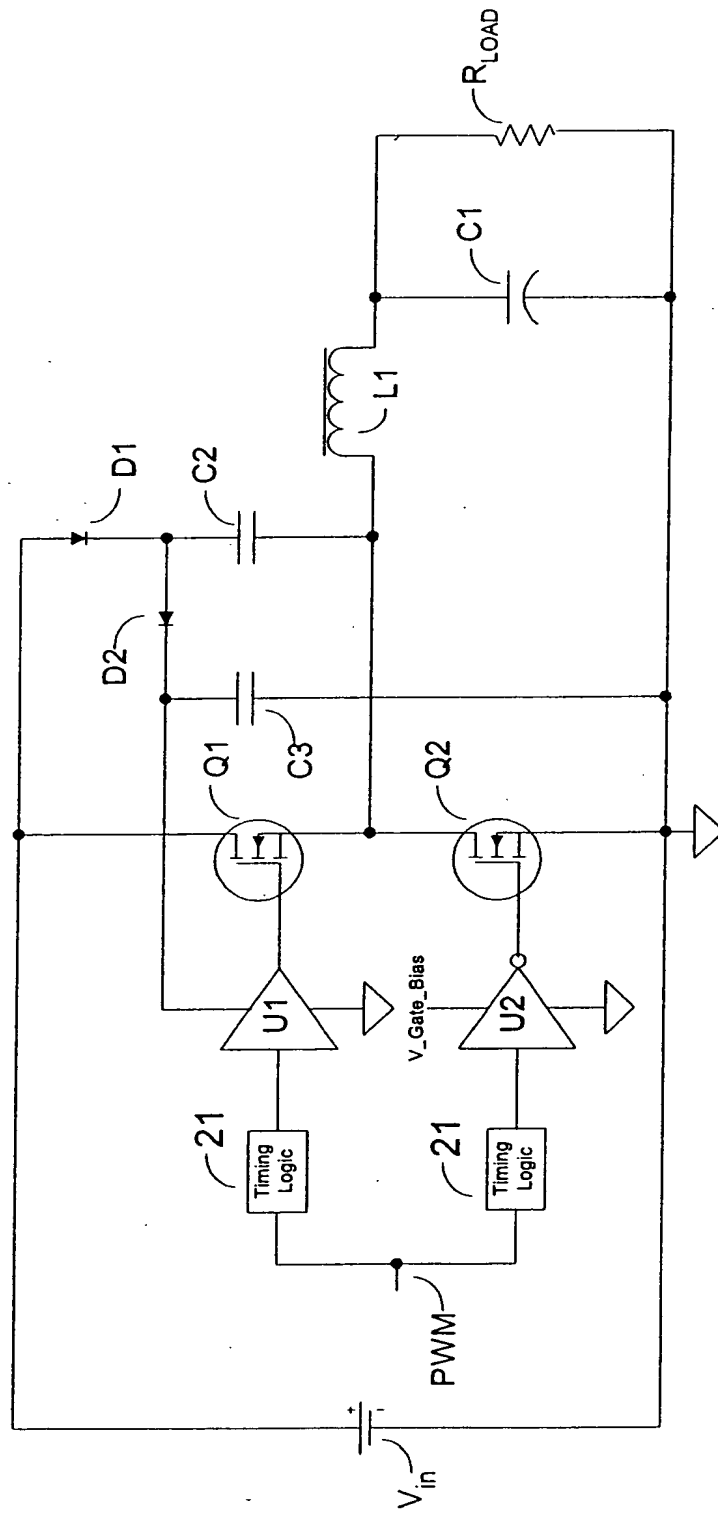 V_in
PWM
21
Timing
Logic
21
Timing
Logic
U1
V_Gate_Bias
U2
Q1
Q2
C3
D2
D1
C2
L1
C1
R_LOAD
+
-